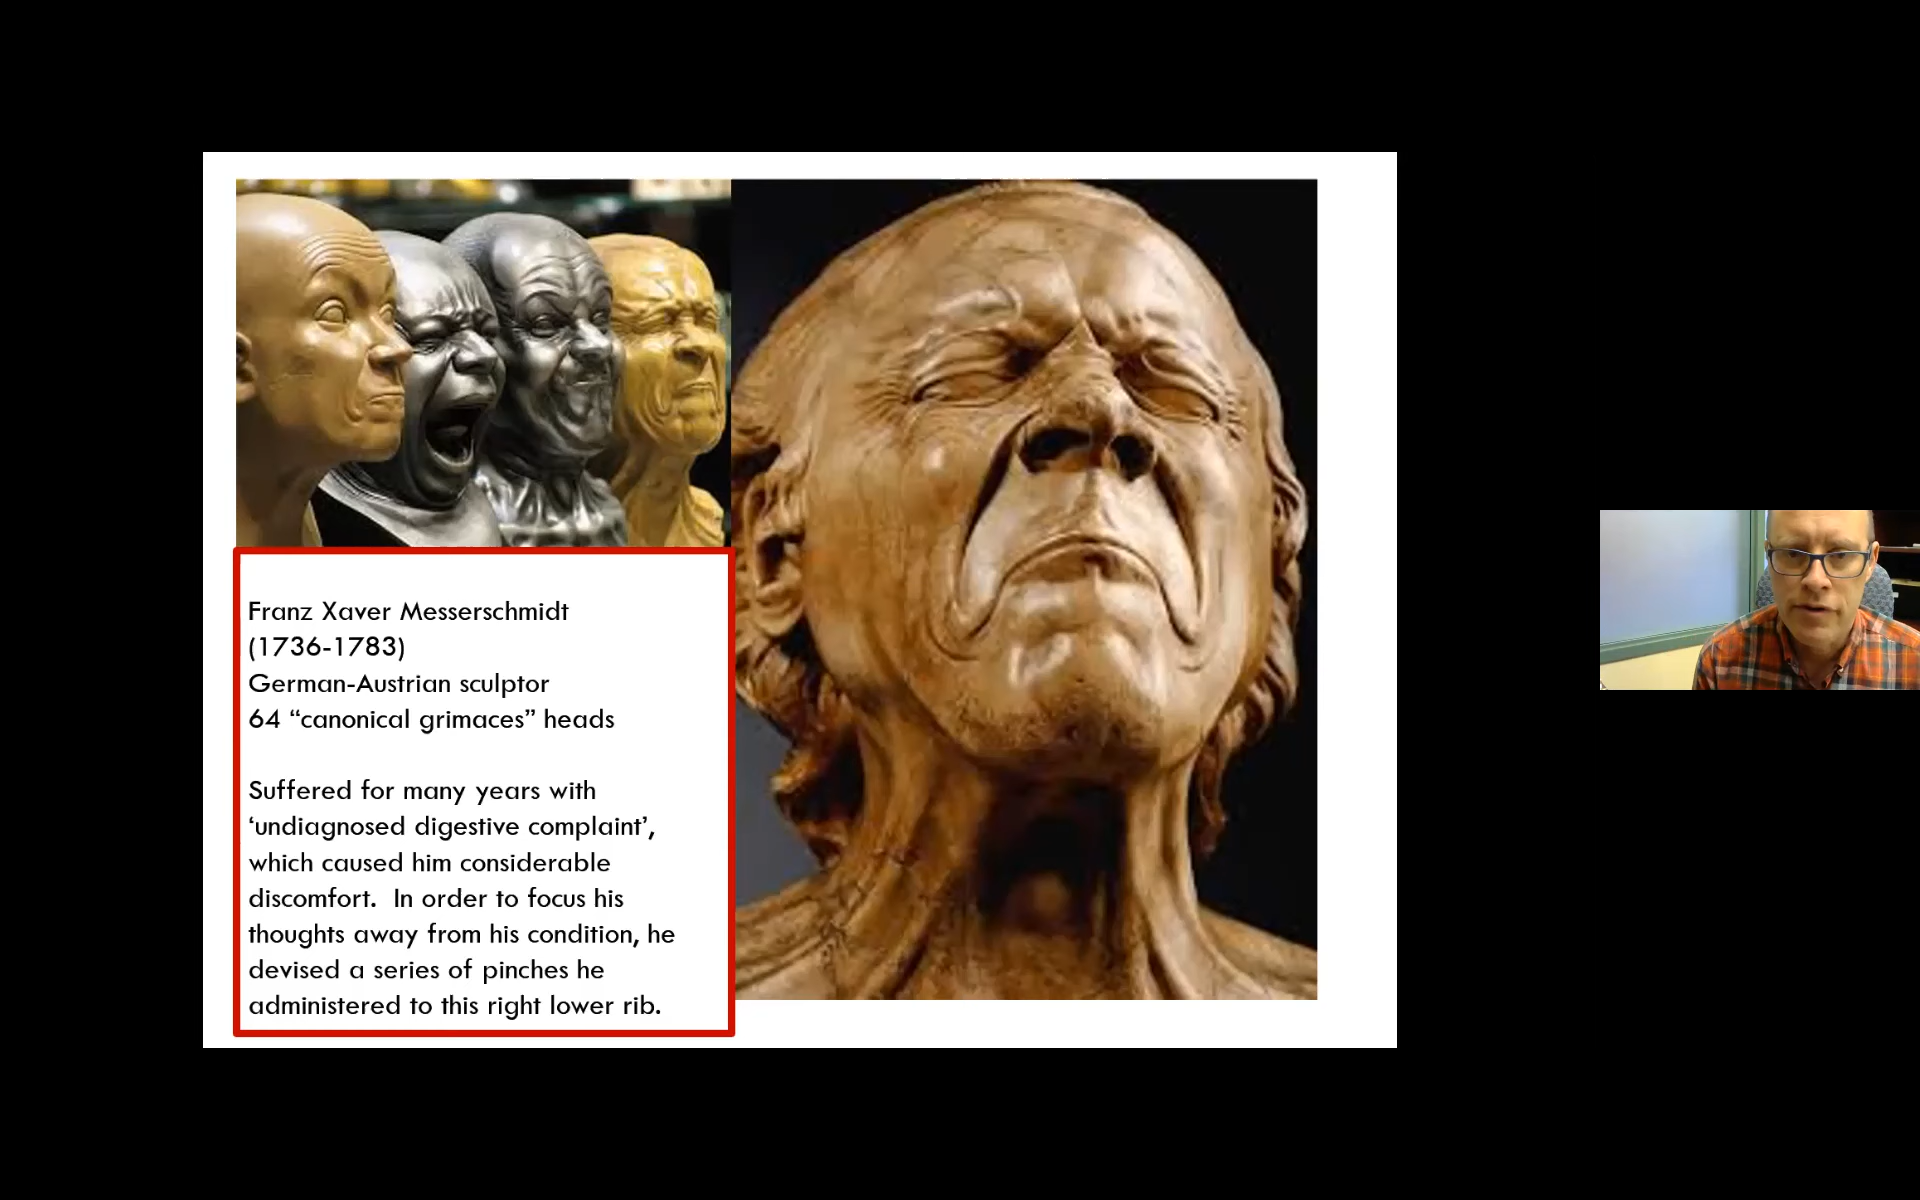 Franz Xaver Messerschmidt
(1736-1783)
German-Austrian sculptor
64 “canonical grimaces” heads
Suffered for many years with
‘undiagnosed digestive complaint’,
which caused him considerable
discomfort.  In order to focus his
thoughts away from his condition, he
devised a series of pinches he
administered to this right lower rib.